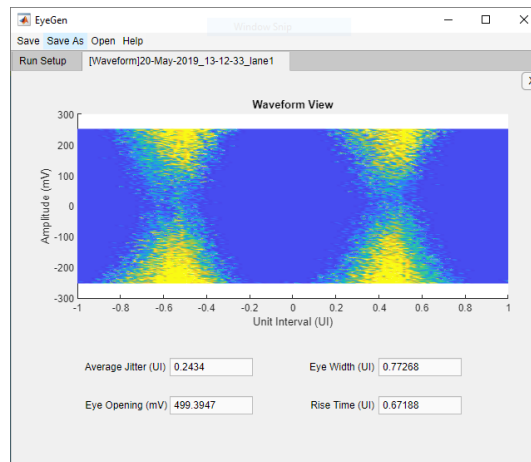 EyeGen
Window Snip
Save Save As Open Help
Run Setup [Waveform]20-May-2019_13-12-33_lane1
X
Waveform View
300
200
100
0
-100
-200
-300
Amplitude (mV)
-1 -0.8 -0.6 -0.4 -0.2 0 0.2 0.4 0.6 0.8 1
Unit Interval (UI)
Average Jitter (UI) 0.2434 Eye Width (UI) 0.77268
Eye Opening (mV) 499.3947 Rise Time (UI) 0.67188